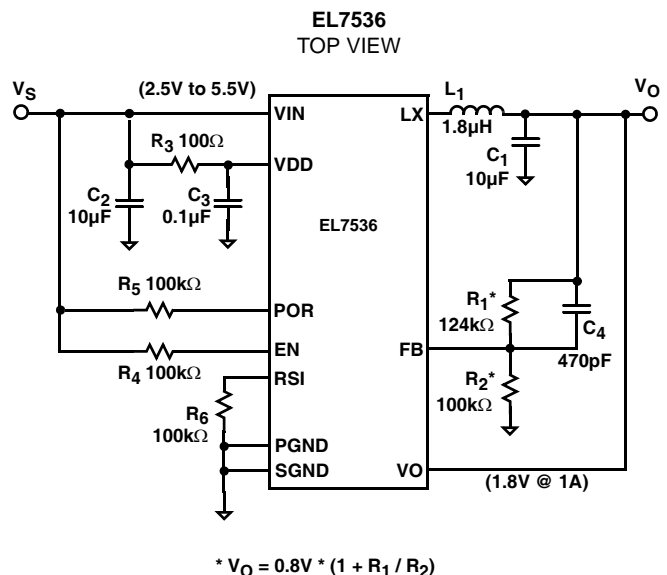 EL7536
TOP VIEW
VS (2.5V to 5.5V) VIN LX L1 VO
1.8µH
R3 100Ω VDD
C1
10µF
C2
10µF
C3
0.1µF
EL7536
R5 100kΩ POR
R1*
124kΩ
C4
470pF
R4 100kΩ EN FB
RSI
R2*
100kΩ
R6
100kΩ
PGND
SGND VO
(1.8V @ 1A)
* VO = 0.8V * (1 + R1 / R2)